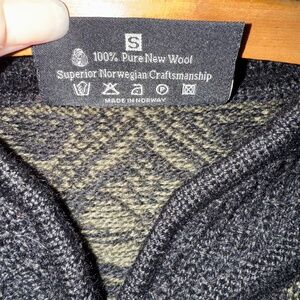 S
100% Pure New Wool
Superior Norwegian Craftsmanship
P
MADE IN NORWAY